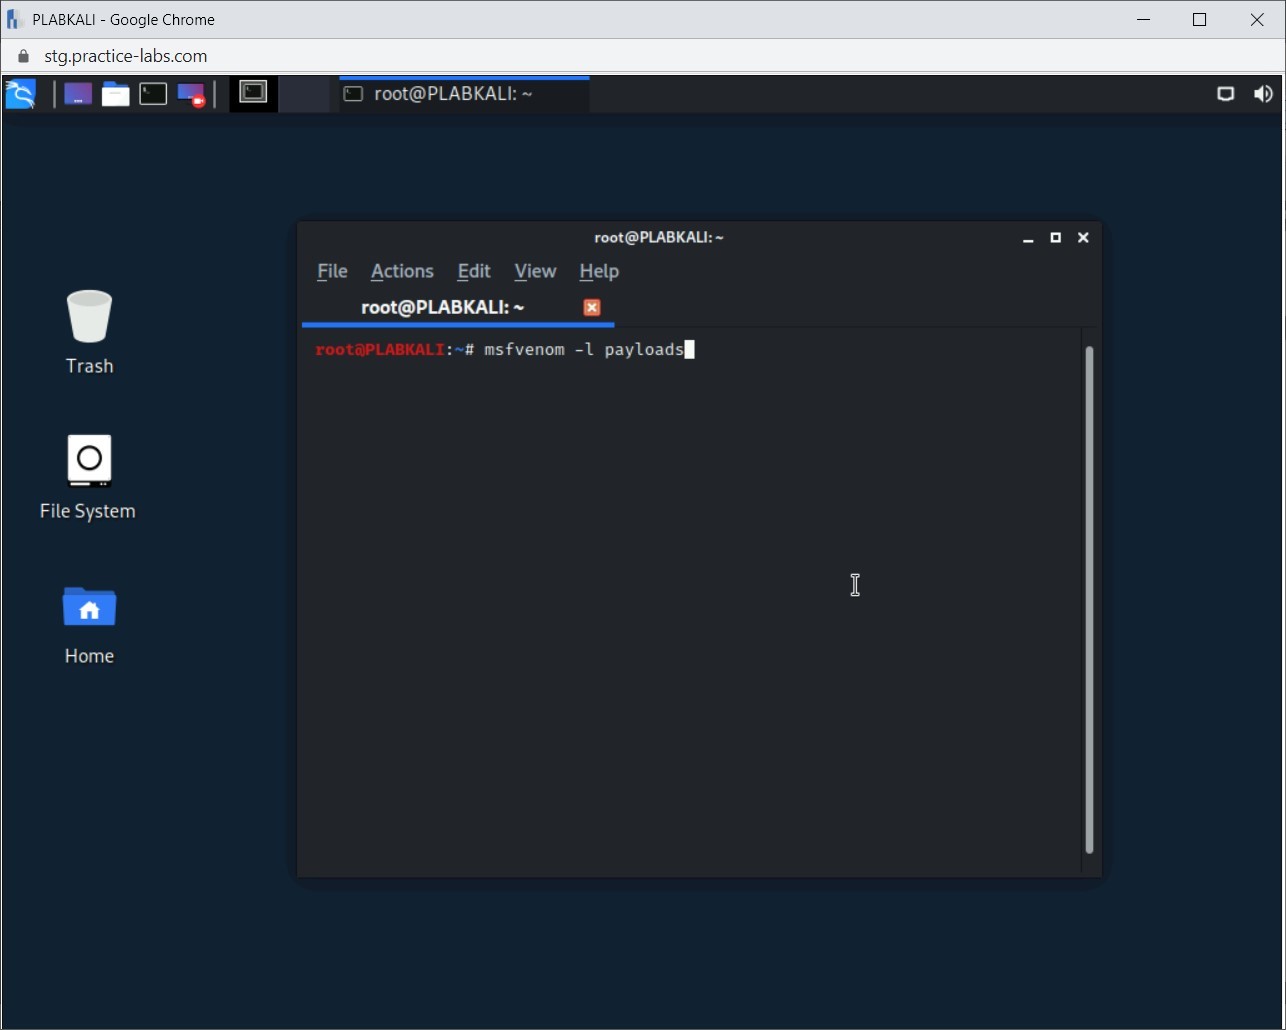 PLABKALI - Google Chrome
stg.practice-labs.com
root@PLABKALI: ~
root@PLABKALI: ~
File Actions Edit View Help
root@PLABKALI: ~
root@PLABKALI:~# msfvenom -l payloads
Trash
File System
Home